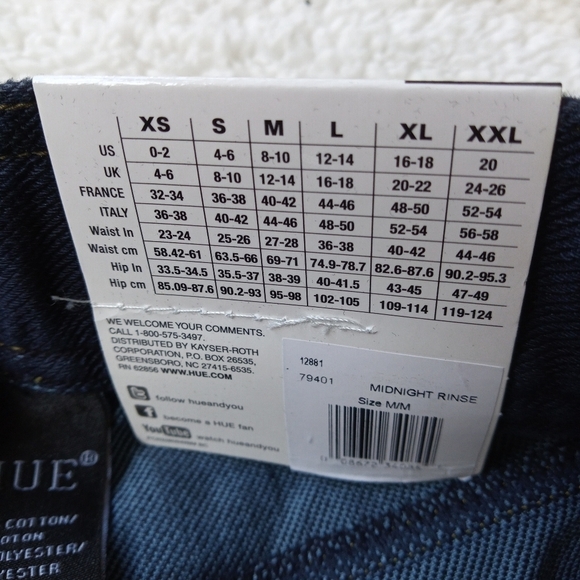 XS S M L XL XXL
US 0-2 4-6 8-10 12-14 16-18 20
UK 4-6 8-10 12-14 16-18 20-22 24-26
FRANCE 32-34 36-38 40-42 44-46 48-50 52-54
ITALY 36-38 40-42 44-46 48-50 52-54 56-58
Waist In 23-24 25-26 27-28 36-38 40-42 44-46
Waist cm 58.42-61 63.5-66 69-71 74.9-78.7 82.6-87.6 90.2-95.3
Hip In 33.5-34.5 35.5-37 38-39 40-41.5 43-45 47-49
Hip cm 85.09-87.6 90.2-93 95-98 102-105 109-114 119-124
WE WELCOME YOUR COMMENTS.
CALL 1-800-575-3497.
DISTRIBUTED BY KAYSER-ROTH
CORPORATION, P.O. BOX 26535,
GREENSBORO, NC 27415-6535.
RN 62856 WWW.HUE.COM
follow hueandyou
f become a HUE fan
YouTube watch hueandyou
12881
79401 MIDNIGHT RINSE
Size M/M
HUE®
COTTON/
OTON
OLYESTER/
YESTER